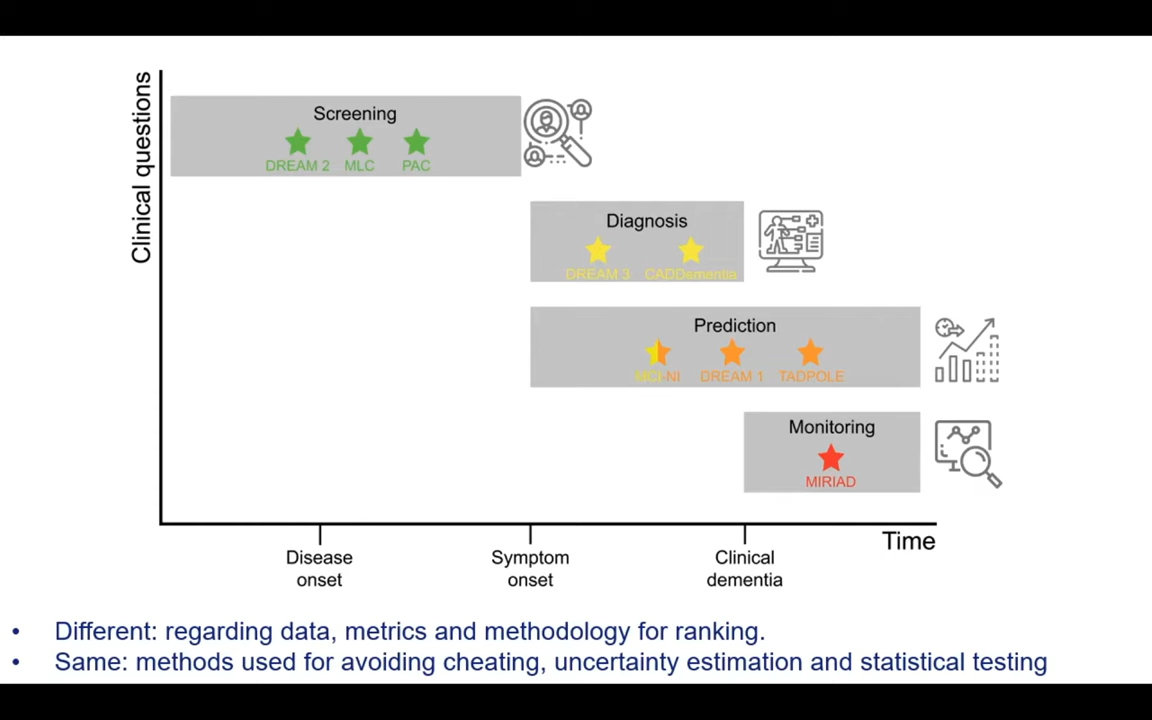 Clinical questions
Screening
DREAM 2 MLC PAC
Diagnosis
DREAM 3 CADDementia
Prediction
MCI-NI DREAM 1 TADPOLE
Monitoring
MIRIAD
Time
Disease
onset
Symptom
onset
Clinical
dementia
• Different: regarding data, metrics and methodology for ranking.
• Same: methods used for avoiding cheating, uncertainty estimation and statistical testing